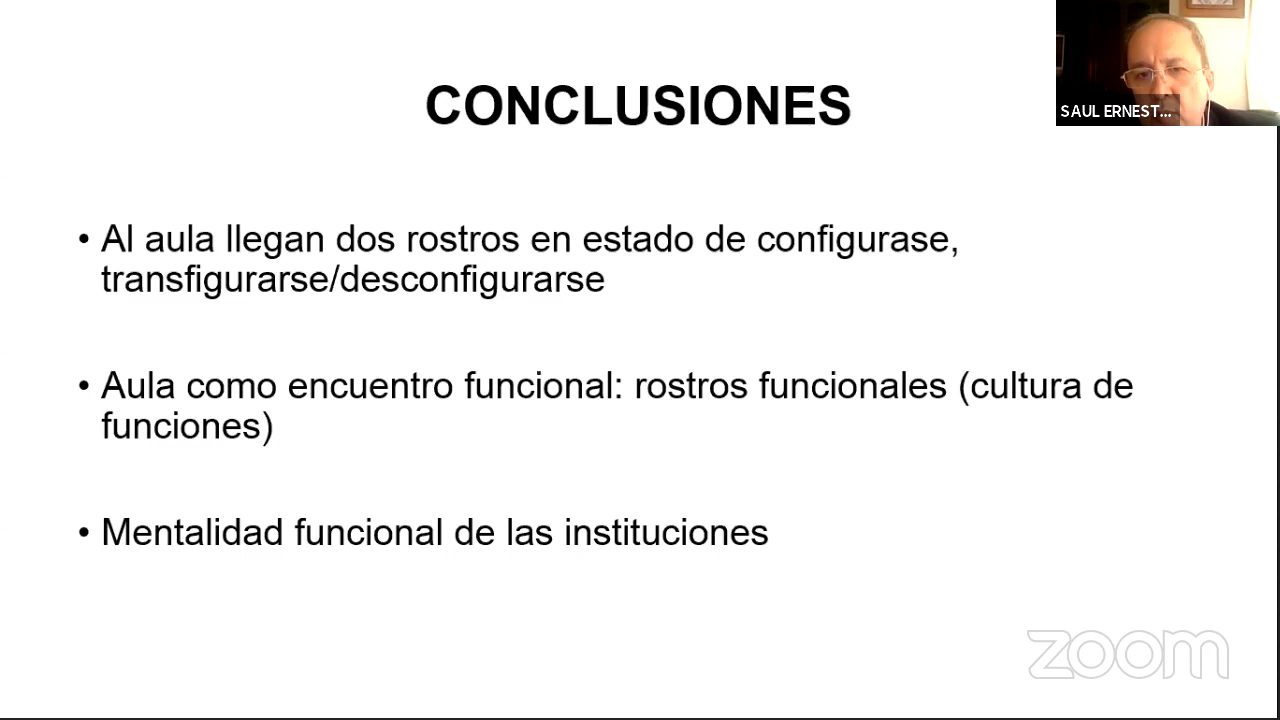 CONCLUSIONES
SAUL ERNEST...
• Al aula llegan dos rostros en estado de configurase,
transfigurarse/desconfigurarse
• Aula como encuentro funcional: rostros funcionales (cultura de
funciones)
• Mentalidad funcional de las instituciones
zoom